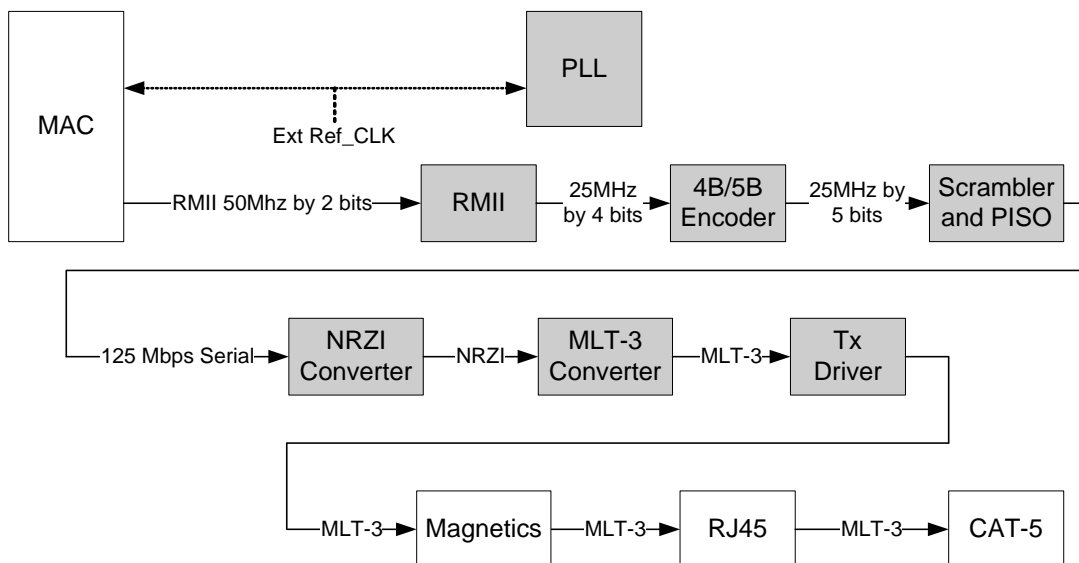 PLL
MAC
Ext Ref_CLK
RMII 50Mhz by 2 bits
RMII
25MHz
by 4 bits
4B/5B
Encoder
25MHz by
5 bits
Scrambler
and PISO
125 Mbps Serial
NRZI
Converter
NRZI
MLT-3
Converter
MLT-3
Tx
Driver
MLT-3
Magnetics
MLT-3
RJ45
MLT-3
CAT-5